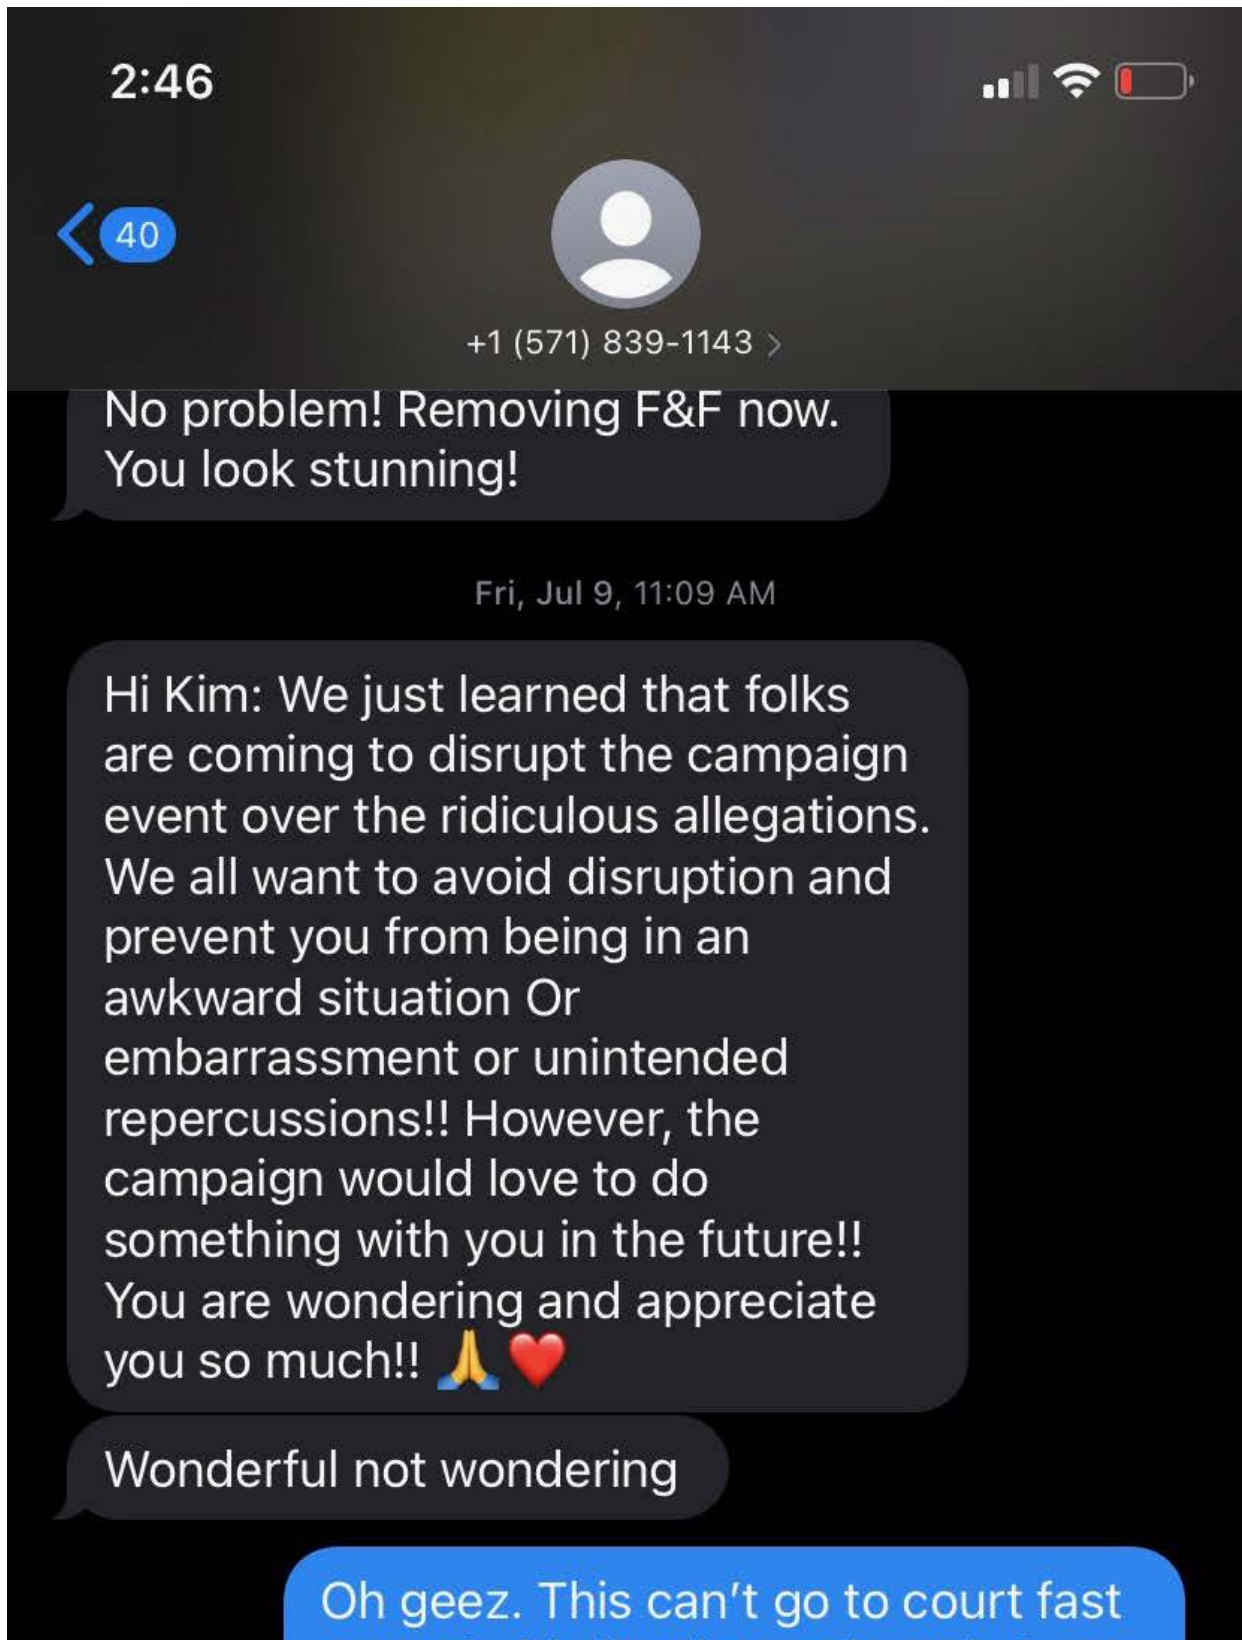 2:46
40
+1 (571) 839-1143 >
No problem! Removing F&F now.
You look stunning!
Fri, Jul 9, 11:09 AM
Hi Kim: We just learned that folks
are coming to disrupt the campaign
event over the ridiculous allegations.
We all want to avoid disruption and
prevent you from being in an
awkward situation Or
embarrassment or unintended
repercussions!! However, the
campaign would love to do
something with you in the future!!
You are wondering and appreciate
you so much!! 🙏❤️
Wonderful not wondering
Oh geez. This can't go to court fast